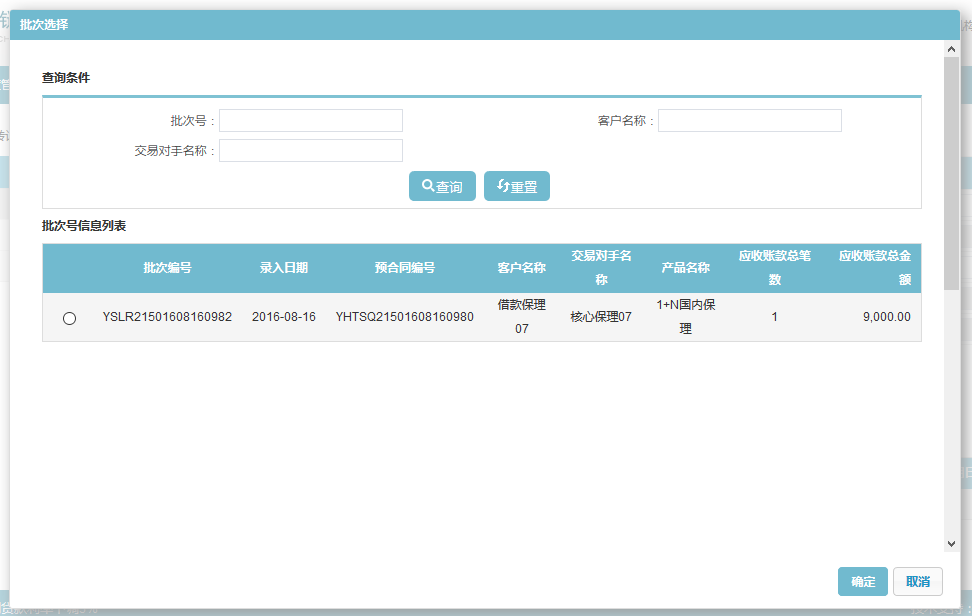 批次选择
查询条件
批次号： 客户名称：
交易对手名称：
查询 重置
批次号信息列表
批次编号 录入日期 预合同编号 客户名称 交易对手名称 产品名称 应收账款总笔数 应收账款总金额
YSLR21501608160982 2016-08-16 YHTSQ21501608160980 借款保理07 核心保理07 1+N国内保理 1 9,000.00
确定 取消